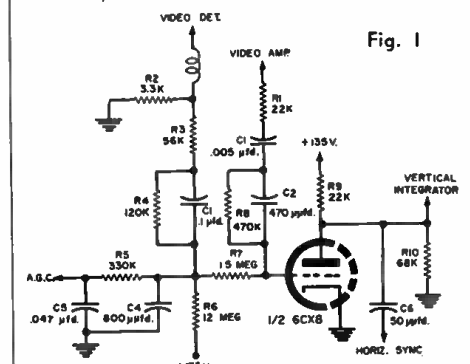 VIDEO DET.
Fig. 1
VIDEO AMP.
R2
3.3K
R1
22K
R3
56K
C1
.005 µfd.
+135V.
VERTICAL
INTEGRATOR
R4
120K
C1
.1 µfd.
R8
470K
C2
470 µµfd.
R9
22K
R5
330K
R7
1.5 MEG
R10
68K
A.G.C.
C5
.047 µfd.
C4
800 µµfd.
R6
12 MEG
1/2 6CX8
C6
50 µµfd.
HORIZ. SYNC